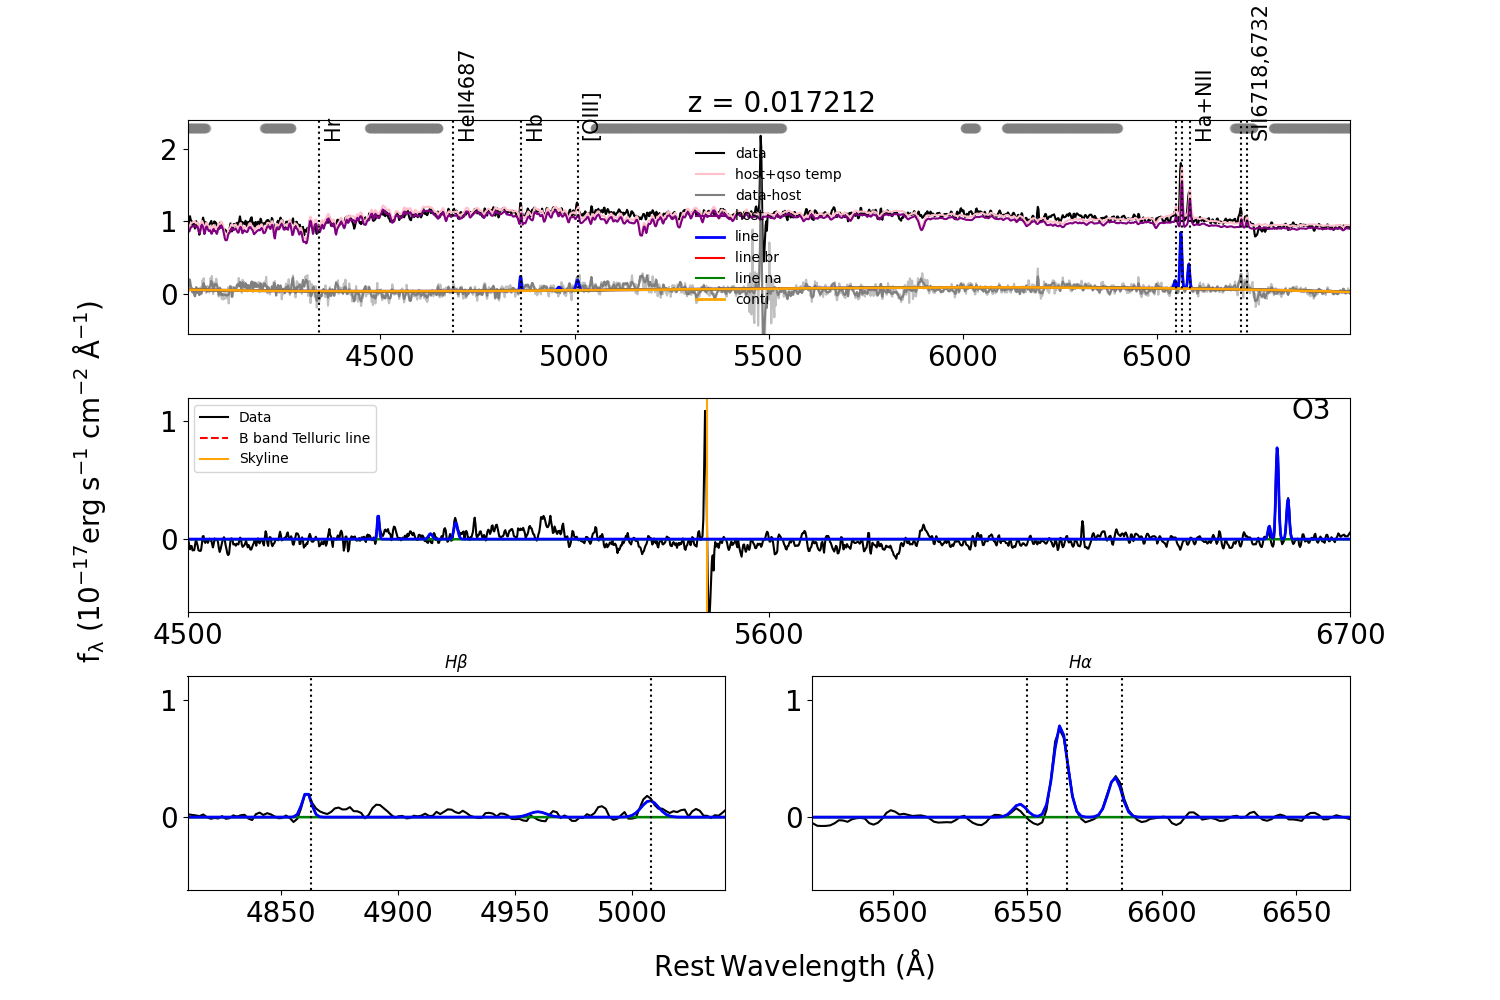 z = 0.017212
Hr
HeII4687
Hb
[OIII]
Ha+NII
SII6718,6732
data
host+qso temp
data-host
host
line
line br
line na
conti
2
1
0
4500
5000
5500
6000
6500
fλ (10⁻¹⁷erg s⁻¹ cm⁻² Å⁻¹)
O3
Data
B band Telluric line
Skyline
1
0
4500
5600
6700
Hβ
1
0
4850
4900
4950
5000
Hα
1
0
6500
6550
6600
6650
Rest Wavelength (Å)